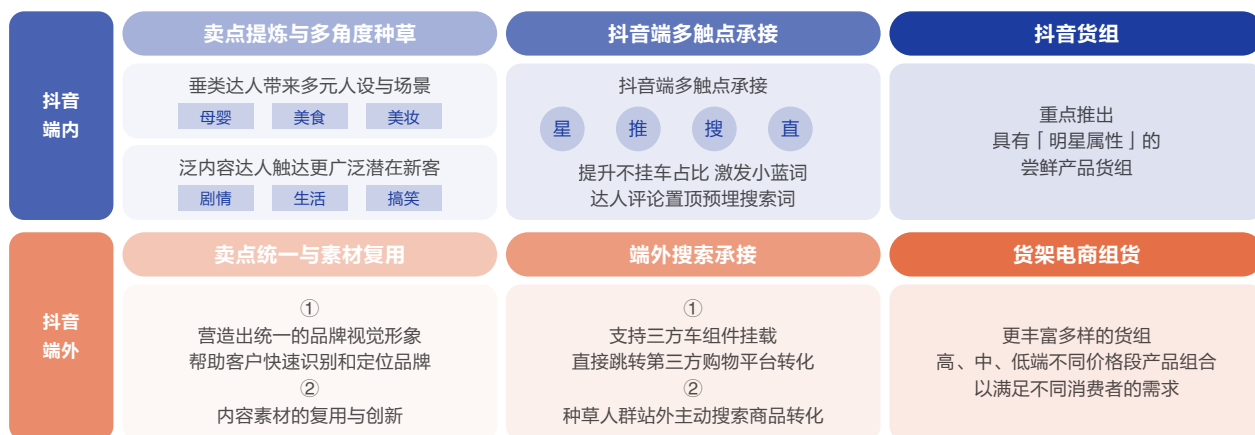 抖音
端内
卖点提炼与多角度种草
垂类达人带来多元人设与场景
母婴 美食 美妆
泛内容达人触达更广泛潜在新客
剧情 生活 搞笑
抖音端多触点承接
抖音端多触点承接
星 推 搜 直
提升不挂车占比 激发小蓝词
达人评论置顶预埋搜索词
抖音货组
重点推出
具有「明星属性」的
尝鲜产品货组
抖音
端外
卖点统一与素材复用
①
营造出统一的品牌视觉形象
帮助客户快速识别和定位品牌
②
内容素材的复用与创新
端外搜索承接
①
支持三方车组件挂载
直接跳转第三方购物平台转化
②
种草人群站外主动搜索商品转化
货架电商组货
更丰富多样的货组
高、中、低端不同价格段产品组合
以满足不同消费者的需求